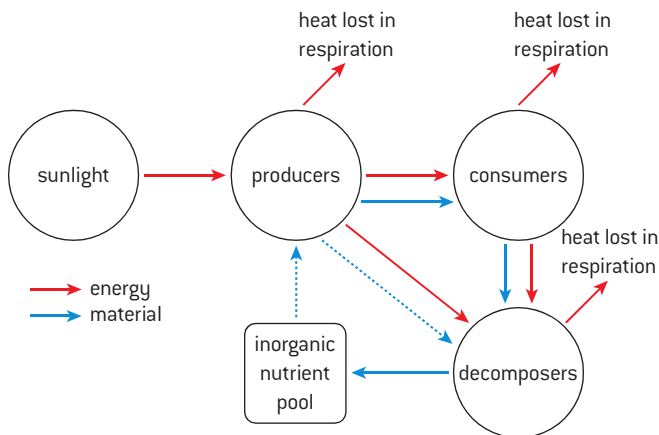 heat lost in
respiration
heat lost in
respiration
sunlight
producers
consumers
heat lost in
respiration
energy
material
inorganic
nutrient
pool
decomposers